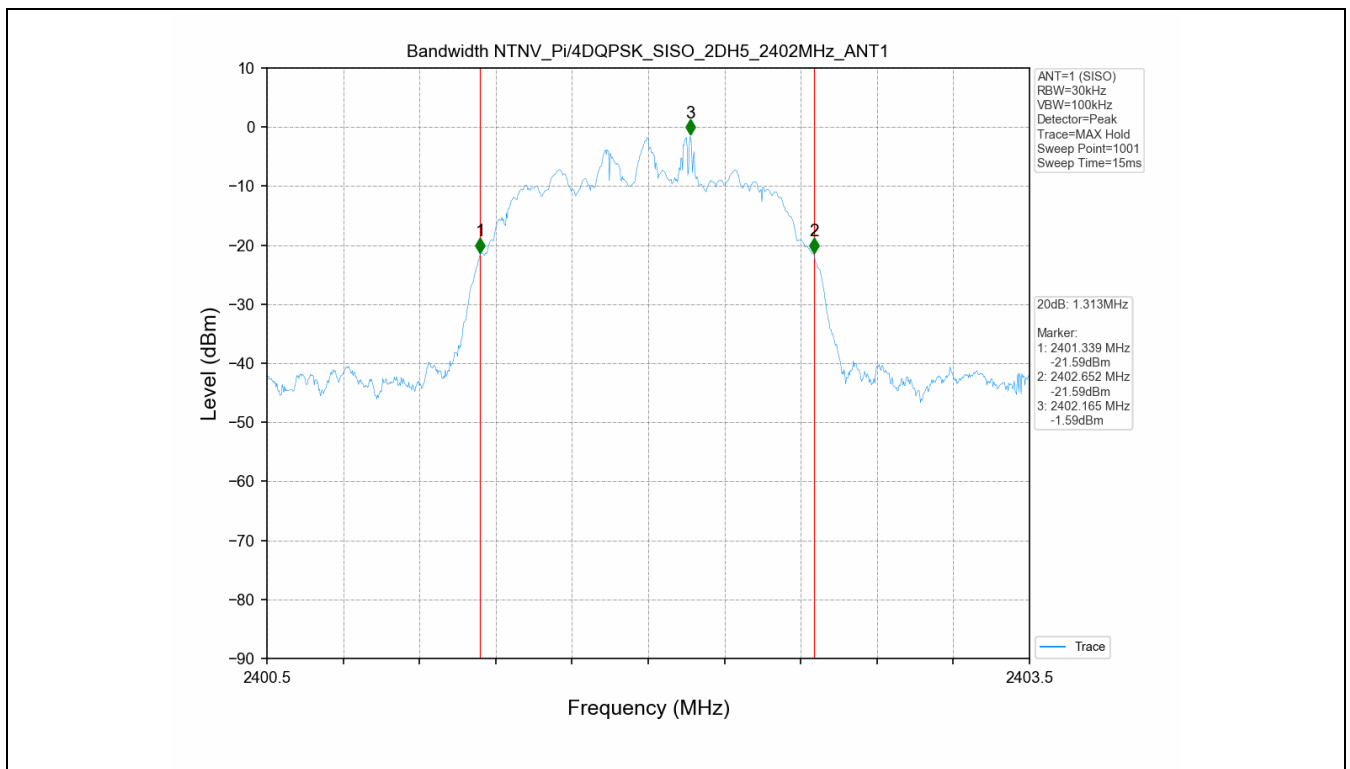 Bandwidth NTNV_Pi/4DQPSK_SISO_2DH5_2402MHz_ANT1
10
0
−10
−20
−30
−40
−50
−60
−70
−80
−90
Level (dBm)
1
2
3
2400.5
2403.5
Frequency (MHz)
ANT=1 (SISO)
RBW=30kHz
VBW=100kHz
Detector=Peak
Trace=MAX Hold
Sweep Point=1001
Sweep Time=15ms
20dB: 1.313MHz
Marker:
1: 2401.339 MHz
-21.59dBm
2: 2402.652 MHz
-21.59dBm
3: 2402.165 MHz
-1.59dBm
Trace